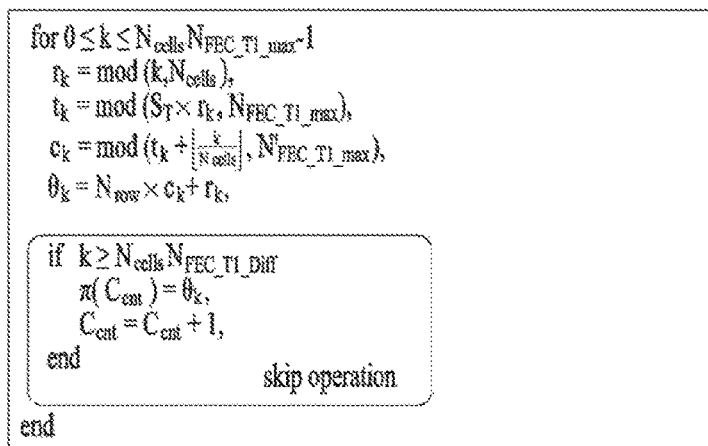 for 0 ≤ k ≤ N_cells N_FEC_TI_max-1
r_k = mod (k,N_cells),
t_k = mod (S_T × r_k, N_FEC_TI_max),
c_k = mod (t_k + ⌊k/N_cells⌋, N'_FEC_TI_max),
θ_k = N_row × c_k + r_k,
if k ≥ N_cells N_FEC_TI_Diff
π( C_cnt ) = θ_k,
C_cnt = C_cnt + 1,
end
skip operation
end